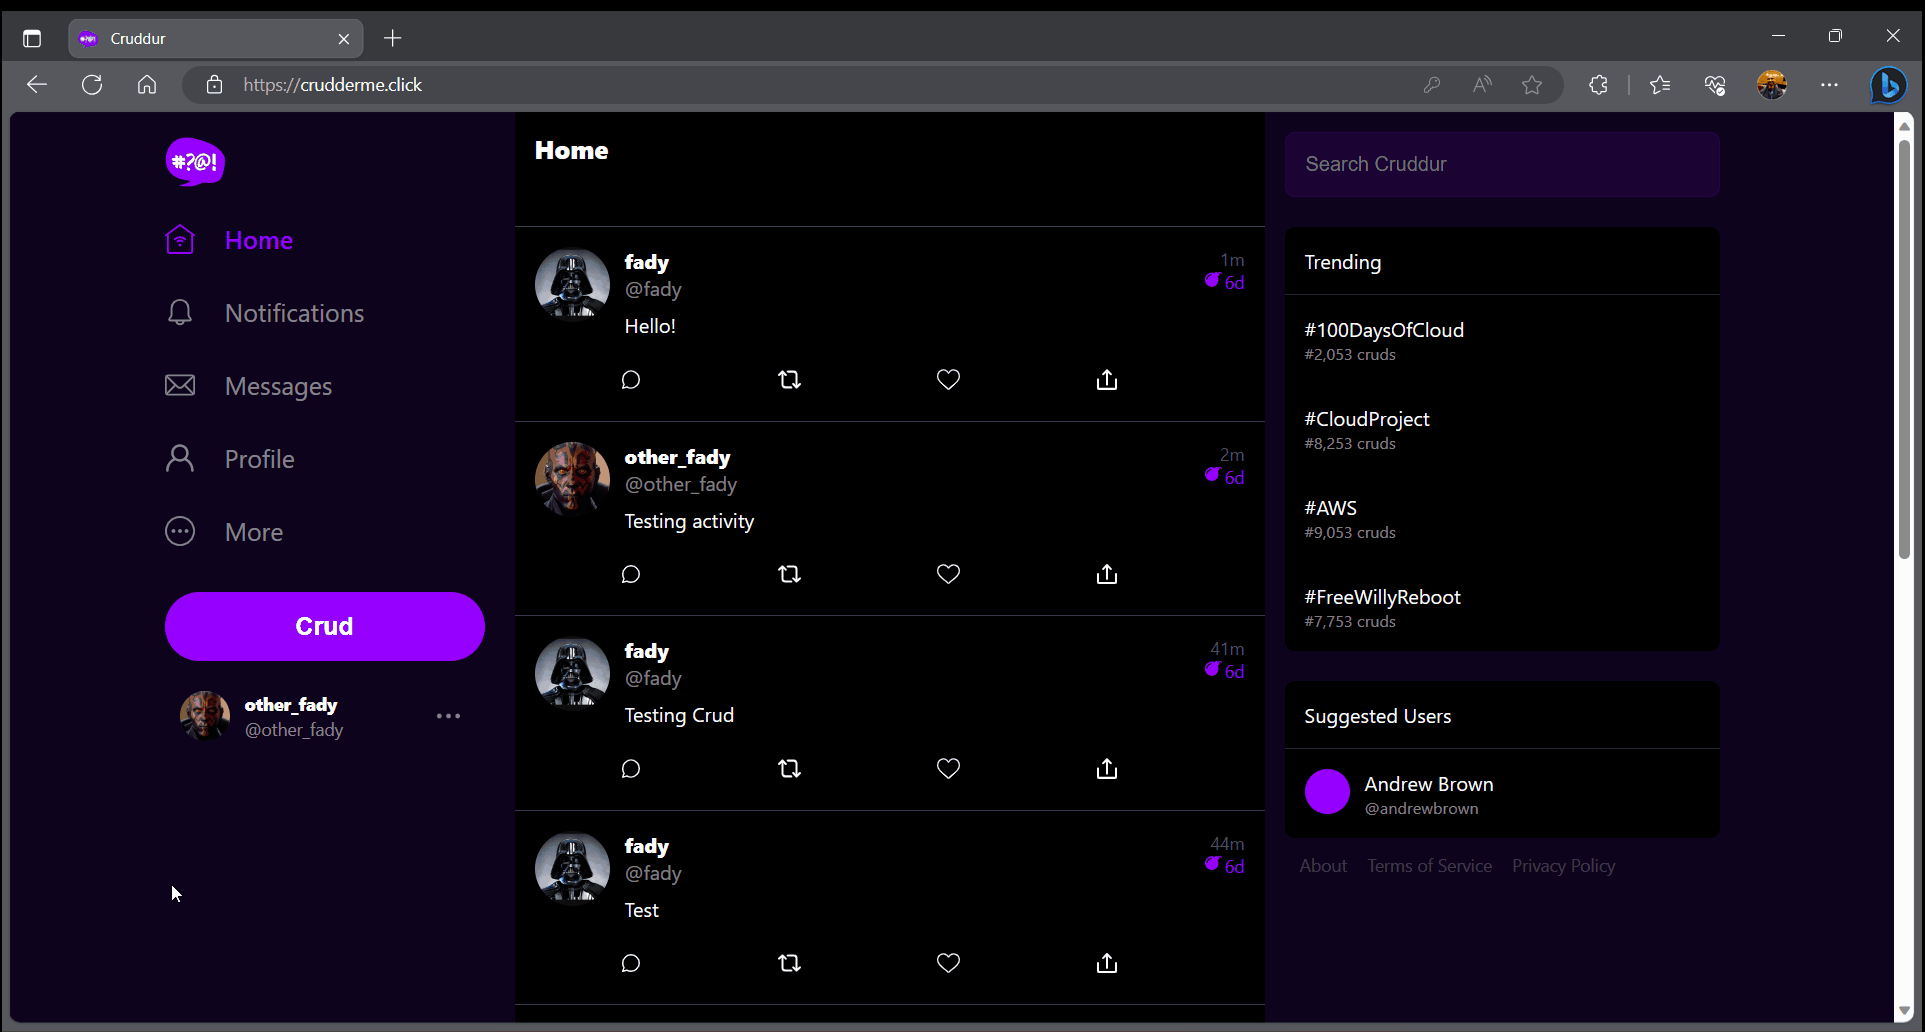 Cruddur
https://crudderme.click
#?@!
Home
Notifications
Messages
Profile
More
Crud
other_fady
@other_fady
Home
fady
1m
@fady
6d
Hello!
other_fady
2m
@other_fady
6d
Testing activity
fady
41m
@fady
6d
Testing Crud
fady
44m
@fady
6d
Test
Search Cruddur
Trending
#100DaysOfCloud
#2,053 cruds
#CloudProject
#8,253 cruds
#AWS
#9,053 cruds
#FreeWillyReboot
#7,753 cruds
Suggested Users
Andrew Brown
@andrewbrown
About Terms of Service Privacy Policy